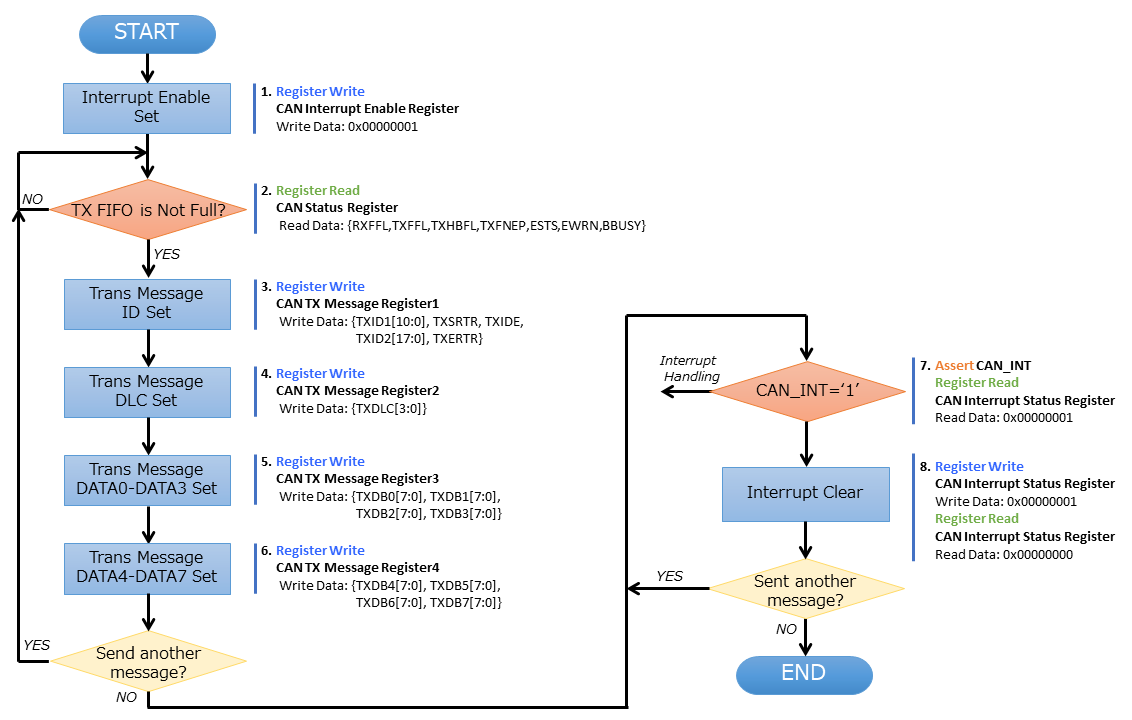 START
Interrupt Enable
Set
1. Register Write
CAN Interrupt Enable Register
Write Data: 0x00000001
NO
TX FIFO is Not Full?
YES
2. Register Read
CAN Status Register
Read Data: {RXFFL,TXFFL,TXHBFL,TXFNEP,ESTS,EWRN,BBUSY}
Trans Message
ID Set
3. Register Write
CAN TX Message Register1
Write Data: {TXID1[10:0], TXSRTR, TXIDE,
TXID2[17:0], TXERTR}
Trans Message
DLC Set
4. Register Write
CAN TX Message Register2
Write Data: {TXDLC[3:0]}
Trans Message
DATA0-DATA3 Set
5. Register Write
CAN TX Message Register3
Write Data: {TXDB0[7:0], TXDB1[7:0],
TXDB2[7:0], TXDB3[7:0]}
Trans Message
DATA4-DATA7 Set
6. Register Write
CAN TX Message Register4
Write Data: {TXDB4[7:0], TXDB5[7:0],
TXDB6[7:0], TXDB7[7:0]}
YES
Send another
message?
NO
Interrupt
Handling
CAN_INT=‘1’
7. Assert CAN_INT
Register Read
CAN Interrupt Status Register
Read Data: 0x00000001
Interrupt Clear
8. Register Write
CAN Interrupt Status Register
Write Data: 0x00000001
Register Read
CAN Interrupt Status Register
Read Data: 0x00000000
YES
Sent another
message?
NO
END